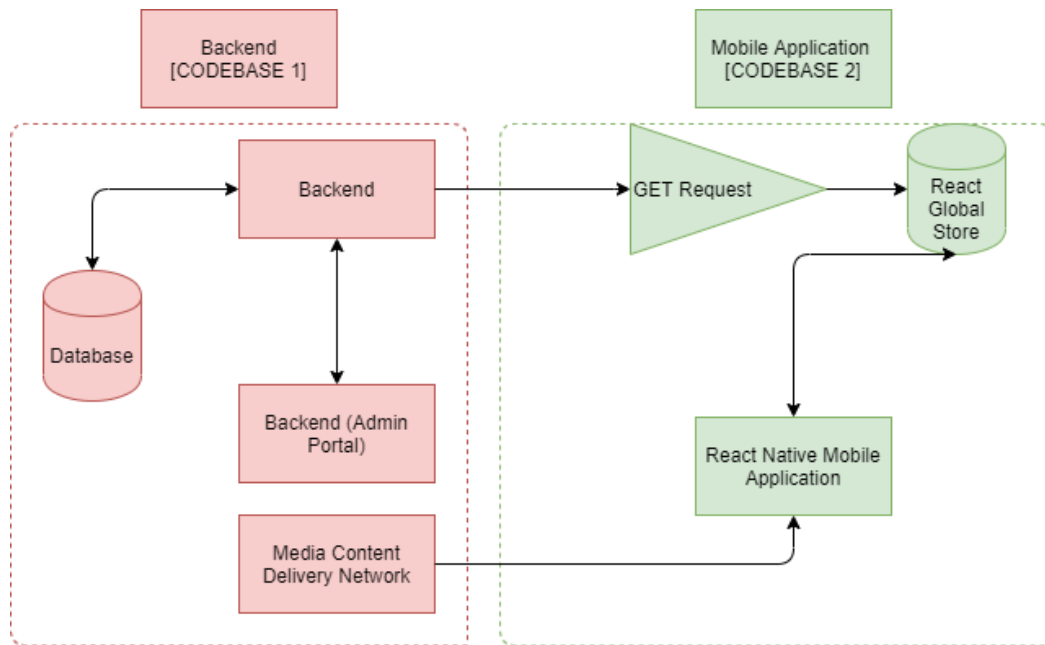 Backend
[CODEBASE 1]
Mobile Application
[CODEBASE 2]
Backend
GET Request
React
Global
Store
Database
Backend (Admin
Portal)
React Native Mobile
Application
Media Content
Delivery Network